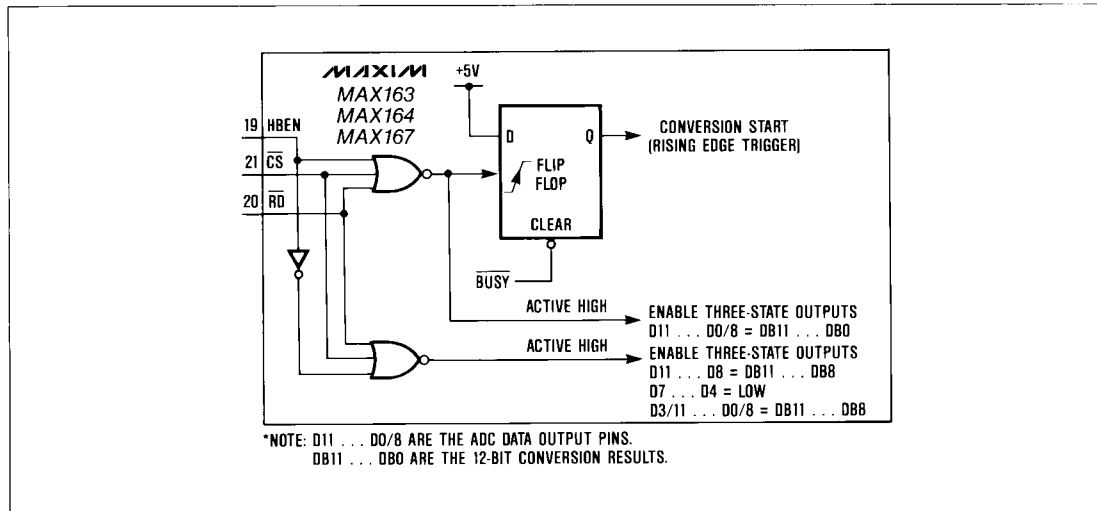 MAXIM
MAX163
MAX164
MAX167
+5V
19 HBEN
21 CS
20 RD
D Q
FLIP
FLOP
CLEAR
BUSY
CONVERSION START
(RISING EDGE TRIGGER)
ACTIVE HIGH
ENABLE THREE-STATE OUTPUTS
D11 . . . D0/8 = DB11 . . . DB0
ACTIVE HIGH
ENABLE THREE-STATE OUTPUTS
D11 . . . D8 = DB11 . . . DB8
D7 . . . D4 = LOW
D3/11 . . . D0/8 = DB11 . . . DB8
*NOTE: D11 . . . D0/8 ARE THE ADC DATA OUTPUT PINS.
DB11 . . . DB0 ARE THE 12-BIT CONVERSION RESULTS.